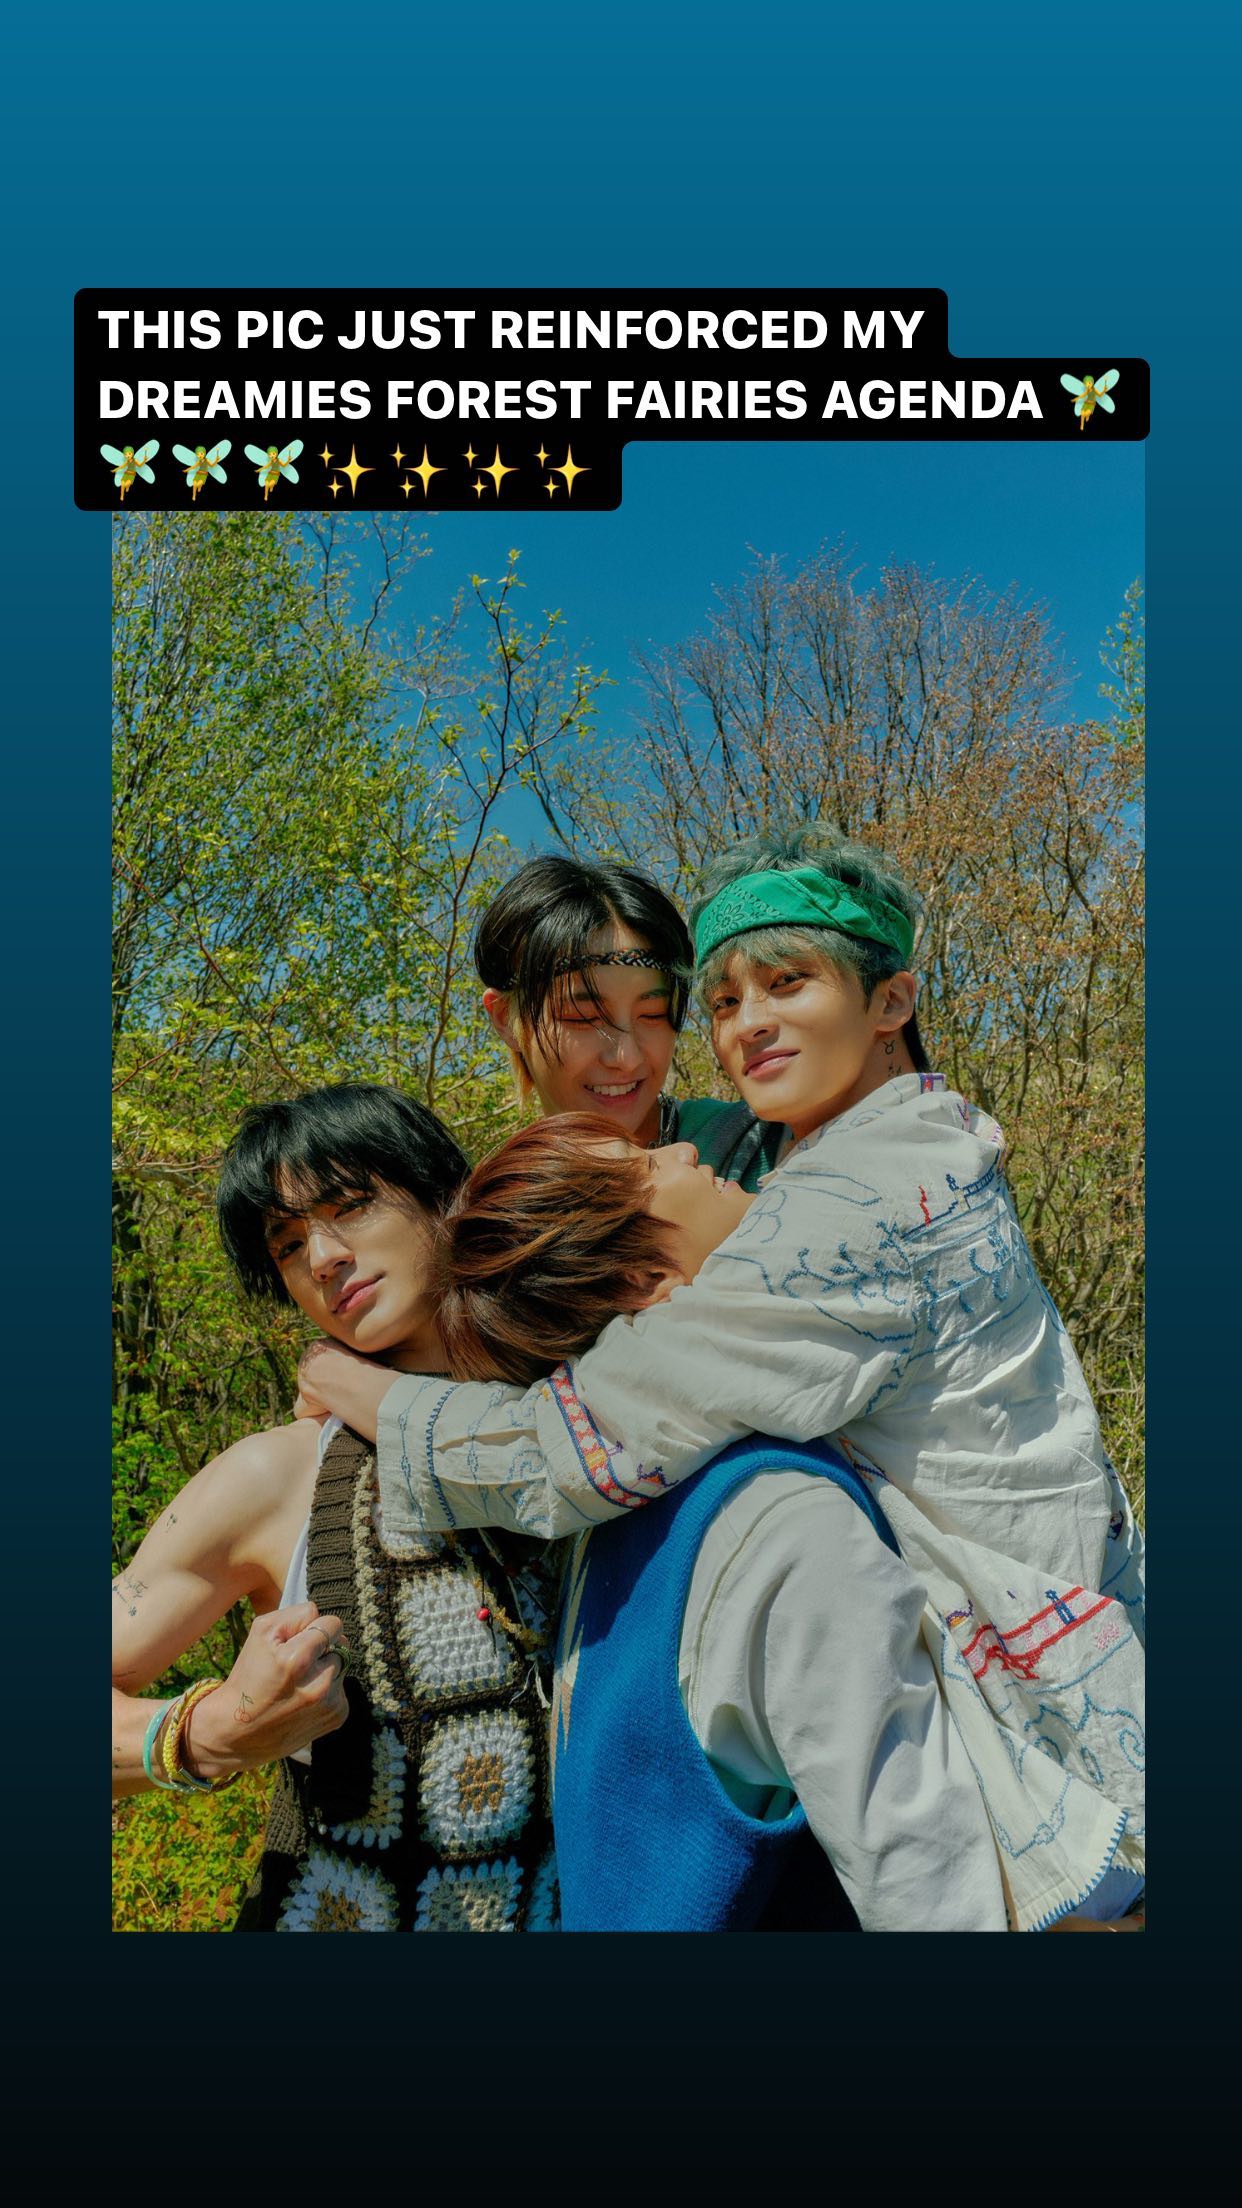 THIS PIC JUST REINFORCED MY
DREAMIES FOREST FAIRIES AGENDA 🧚
🧚🧚🧚✨✨✨✨